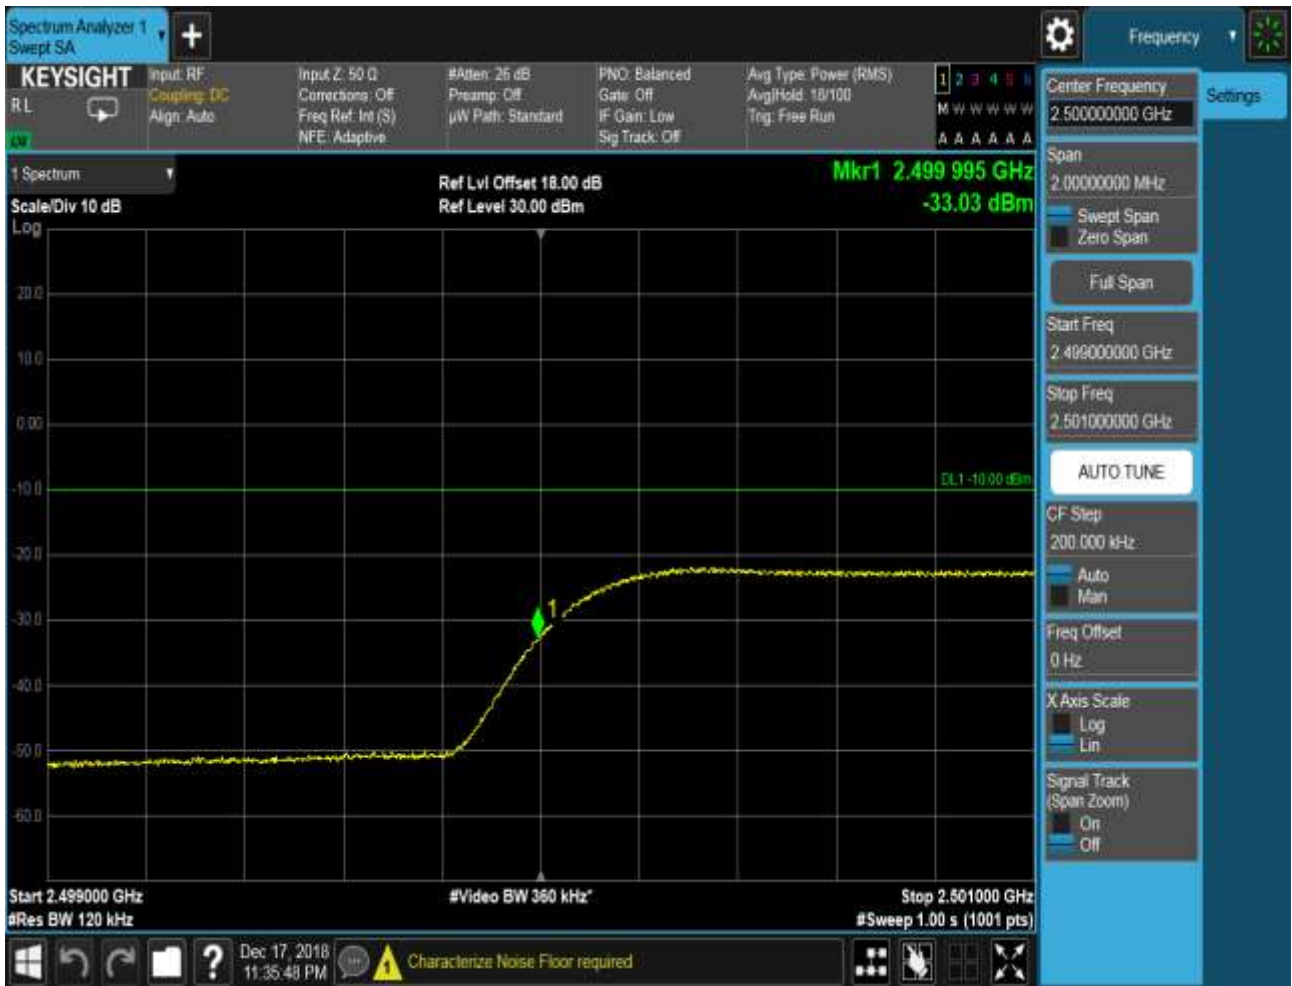 Spectrum Analyzer 1
Swept SA
+
Frequency
KEYSIGHT
RL
Input: RF
Coupling: DC
Align: Auto
Input Z: 50 Ω
Corrections: Off
Freq Ref: Int (S)
NFE: Adaptive
#Atten: 26 dB
Preamp: Off
µW Path: Standard
PNO: Balanced
Gate: Off
IF Gain: Low
Sig Track: Off
Avg Type: Power (RMS)
Avg|Hold: 18/100
Trig: Free Run
1 2 3 4 5 6
M W W W W W
A A A A A A
1 Spectrum
Scale/Div 10 dB
Log
Ref Lvl Offset 18.00 dB
Ref Level 30.00 dBm
Mkr1 2.499 995 GHz
-33.03 dBm
20.0
10.0
0.00
-10.0
-20.0
-30.0
-40.0
-50.0
-60.0
DL1 -10.00 dBm
1
Start 2.499000 GHz
#Res BW 120 kHz
#Video BW 360 kHz*
Stop 2.501000 GHz
#Sweep 1.00 s (1001 pts)
Center Frequency
2.500000000 GHz
Settings
Span
2.00000000 MHz
Swept Span
Zero Span
Full Span
Start Freq
2.499000000 GHz
Stop Freq
2.501000000 GHz
AUTO TUNE
CF Step
200.000 kHz
Auto
Man
Freq Offset
0 Hz
X Axis Scale
Log
Lin
Signal Track
(Span Zoom)
On
Off
?
Dec 17, 2018
11:35:48 PM
1
Characterize Noise Floor required